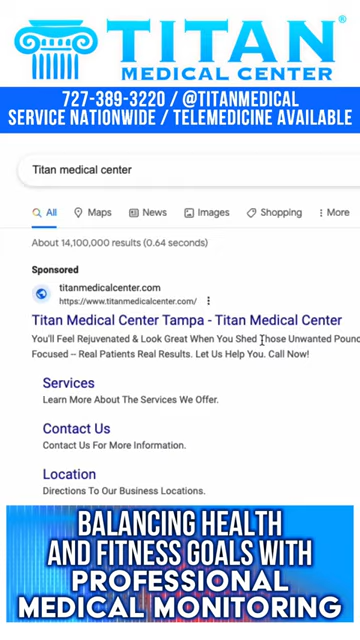 TITAN®
MEDICAL CENTER
727-389-3220 / @TITANMEDICAL
SERVICE NATIONWIDE / TELEMEDICINE AVAILABLE
Titan medical center
All Maps News Images Shopping More
About 14,100,000 results (0.64 seconds)
Sponsored
titanmedicalcenter.com
https://www.titanmedicalcenter.com/
Titan Medical Center Tampa - Titan Medical Center
You'll Feel Rejuvenated & Look Great When You Shed Those Unwanted Pound
Focused -- Real Patients Real Results. Let Us Help You. Call Now!
Services
Learn More About The Services We Offer.
Contact Us
Contact Us For More Information.
Location
Directions To Our Business Locations.
BALANCING HEALTH
AND FITNESS GOALS WITH
PROFESSIONAL
MEDICAL MONITORING